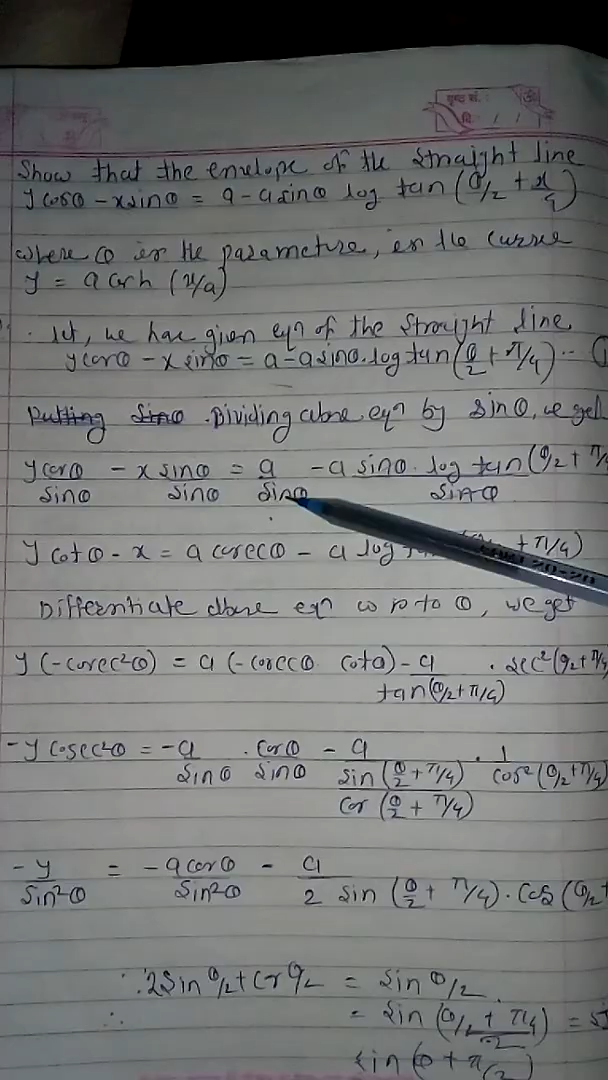 पृष्ठ सं.
Show that the envelope of the straight line
y cosθ - x sinθ = a - a sinθ log tan (θ/2 + π/4)
where θ is the parameture, is the curve
y = a cosh (x/a)
let, we have given eqn of the straight line
y cosθ - x sinθ = a - a sinθ. log tan (θ/2 + π/4) ... (1
Putting Sinθ Dividing above eqn by sinθ, we get
y cosθ/sinθ - x sinθ/sinθ = a/sinθ - a sinθ. log tan (θ/2 + π/4/sinθ
y cotθ - x = a cosecθ - a log + π/4)
Differntiate above eqn w r to θ, we get
y (-cosec²θ) = a (-cosecθ cotθ) - a/tan(θ/2 + π/4) . sec²(θ/2 + π/4
-y cosec²θ = -a/sinθ . cosθ/sinθ - a/sin(θ/2 + π/4)/cos(θ/2 + π/4) . 1/cos²(θ/2 + π/4)
-y/sin²θ = -a cosθ/sin²θ - a/2 sin (θ/2 + π/4) . cos (θ/2 +
∴ 2 sin θ/2 + cos θ/2 = sin θ/2
∴ = sin (θ/2 + π/4)/2 =
sin (θ + π/2)